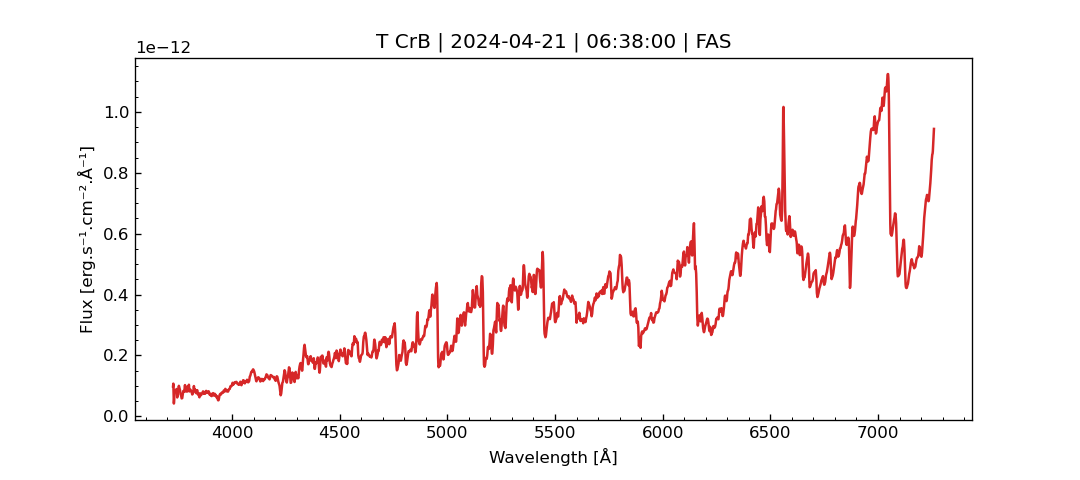 T CrB | 2024-04-21 | 06:38:00 | FAS
1e−12
1.0
0.8
0.6
0.4
0.2
0.0
Flux [erg.s⁻¹.cm⁻².Å⁻¹]
4000 4500 5000 5500 6000 6500 7000
Wavelength [Å]